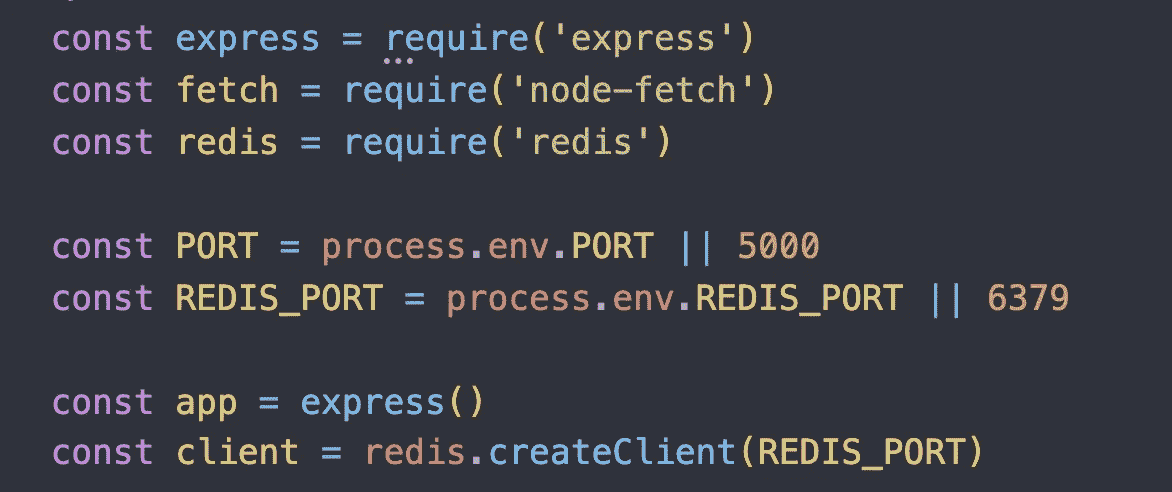 const express = require('express')
const fetch = require('node-fetch')
const redis = require('redis')
const PORT = process.env.PORT || 5000
const REDIS_PORT = process.env.REDIS_PORT || 6379
const app = express()
const client = redis.createClient(REDIS_PORT)